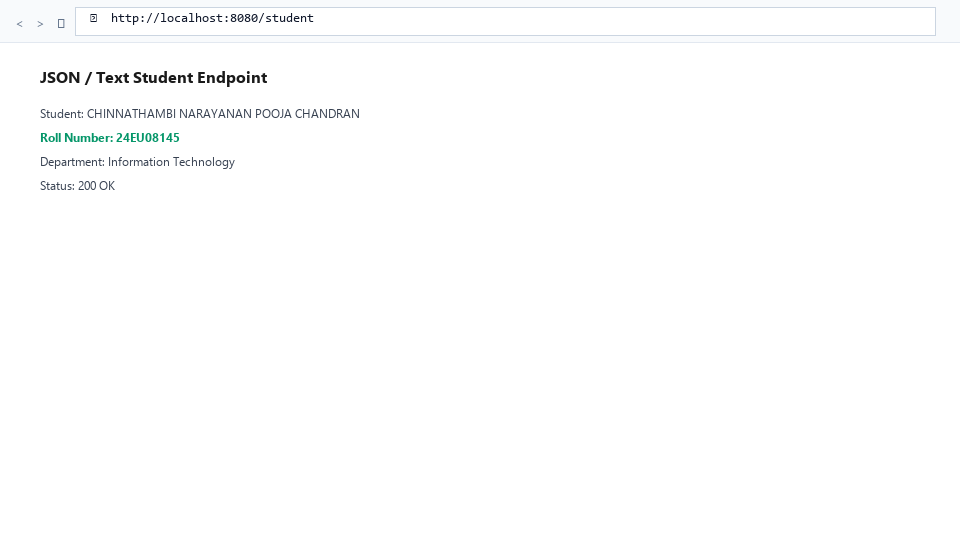 < > http://localhost:8080/student
JSON / Text Student Endpoint
Student: CHINNATHAMBI NARAYANAN POOJA CHANDRAN
Roll Number: 24EU08145
Department: Information Technology
Status: 200 OK